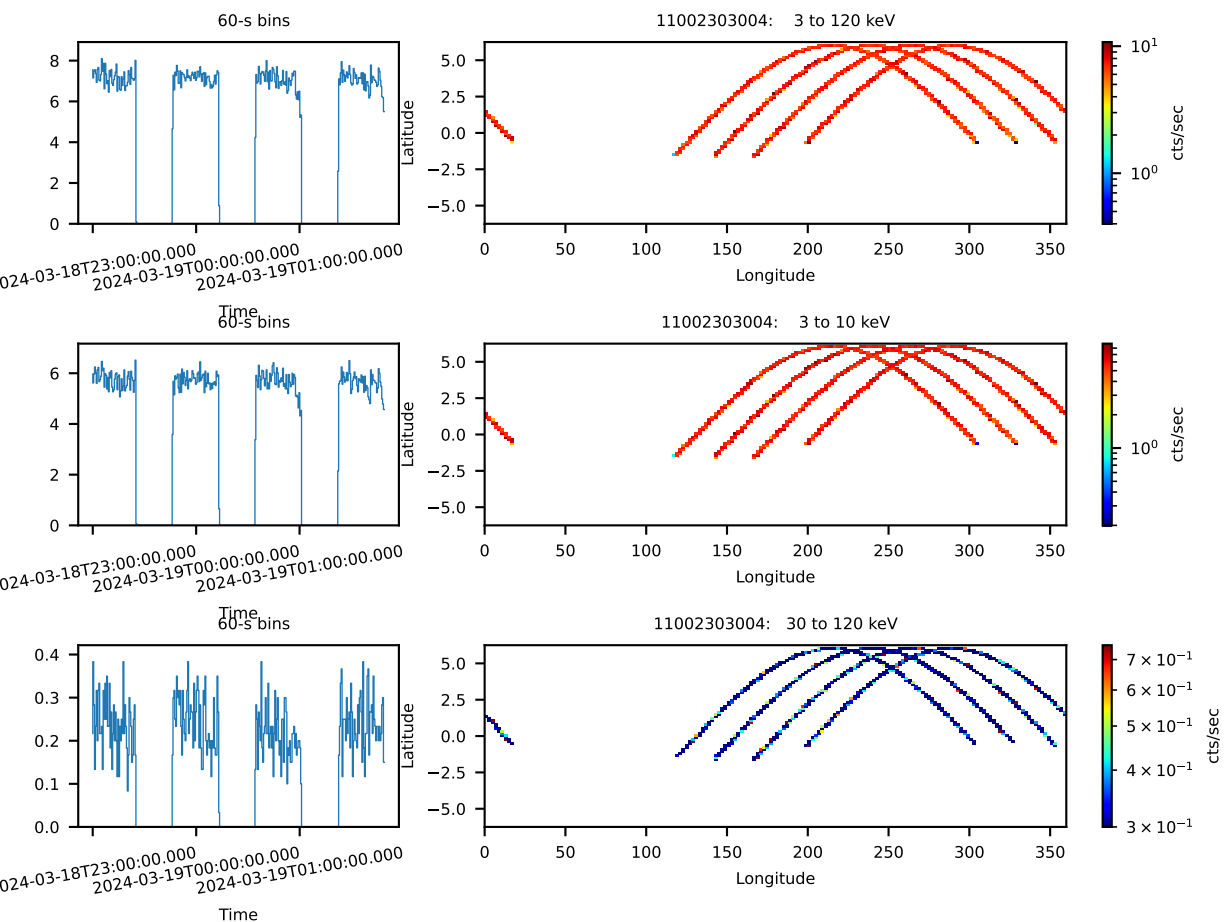 60-s bins
11002303004: 3 to 120 keV
8
6
4
2
0
024-03-18T23:00:00.000
2024-03-19T00:00:00.000
2024-03-19T01:00:00.000
Time
Latitude
5.0
2.5
0.0
−2.5
−5.0
0 50 100 150 200 250 300 350
Longitude
10¹
10⁰
cts/sec
60-s bins
11002303004: 3 to 10 keV
6
4
2
0
024-03-18T23:00:00.000
2024-03-19T00:00:00.000
2024-03-19T01:00:00.000
Time
Latitude
5.0
2.5
0.0
−2.5
−5.0
0 50 100 150 200 250 300 350
Longitude
10⁰
cts/sec
60-s bins
11002303004: 30 to 120 keV
0.4
0.3
0.2
0.1
0.0
024-03-18T23:00:00.000
2024-03-19T00:00:00.000
2024-03-19T01:00:00.000
Time
Latitude
5.0
2.5
0.0
−2.5
−5.0
0 50 100 150 200 250 300 350
Longitude
7 × 10⁻¹
6 × 10⁻¹
5 × 10⁻¹
4 × 10⁻¹
3 × 10⁻¹
cts/sec